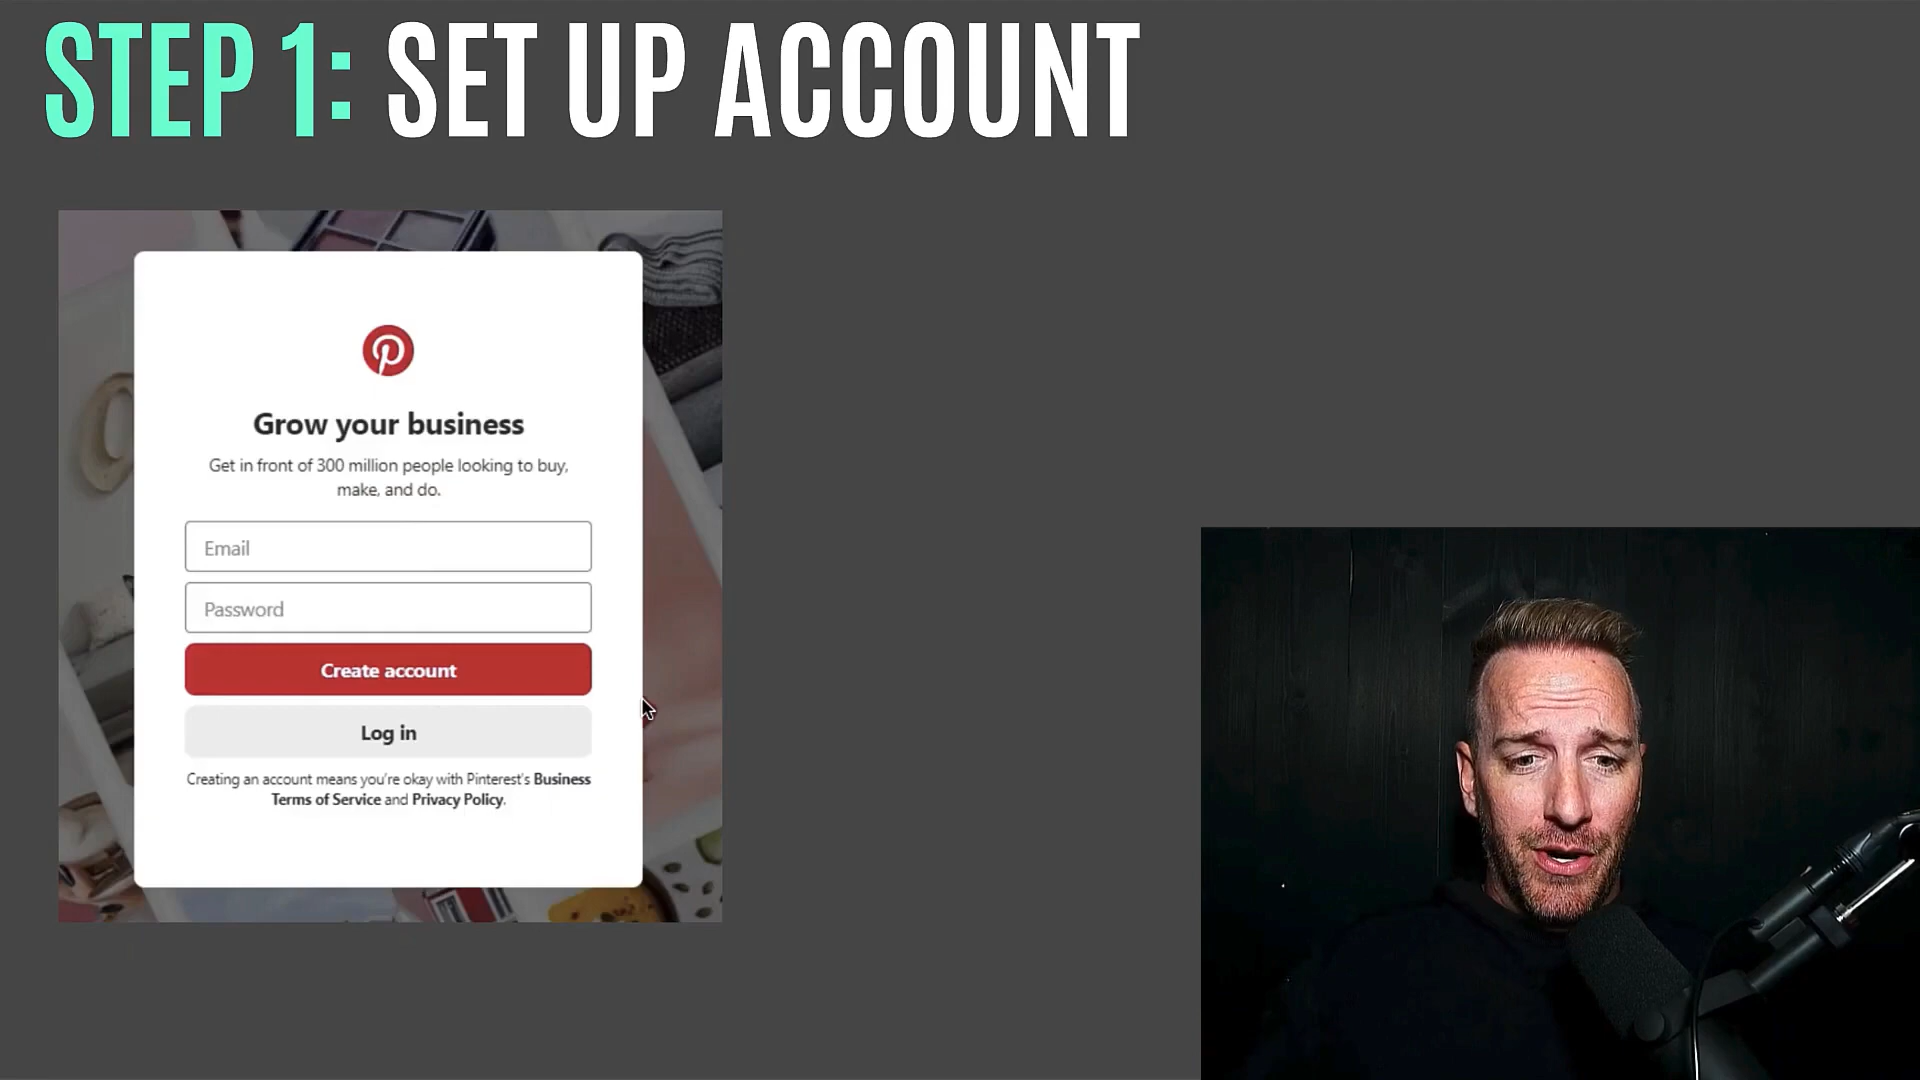 STEP 1: SET UP ACCOUNT
Grow your business
Get in front of 300 million people looking to buy,
make, and do.
Email
Password
Create account
Log in
Creating an account means you're okay with Pinterest's Business
Terms of Service and Privacy Policy.